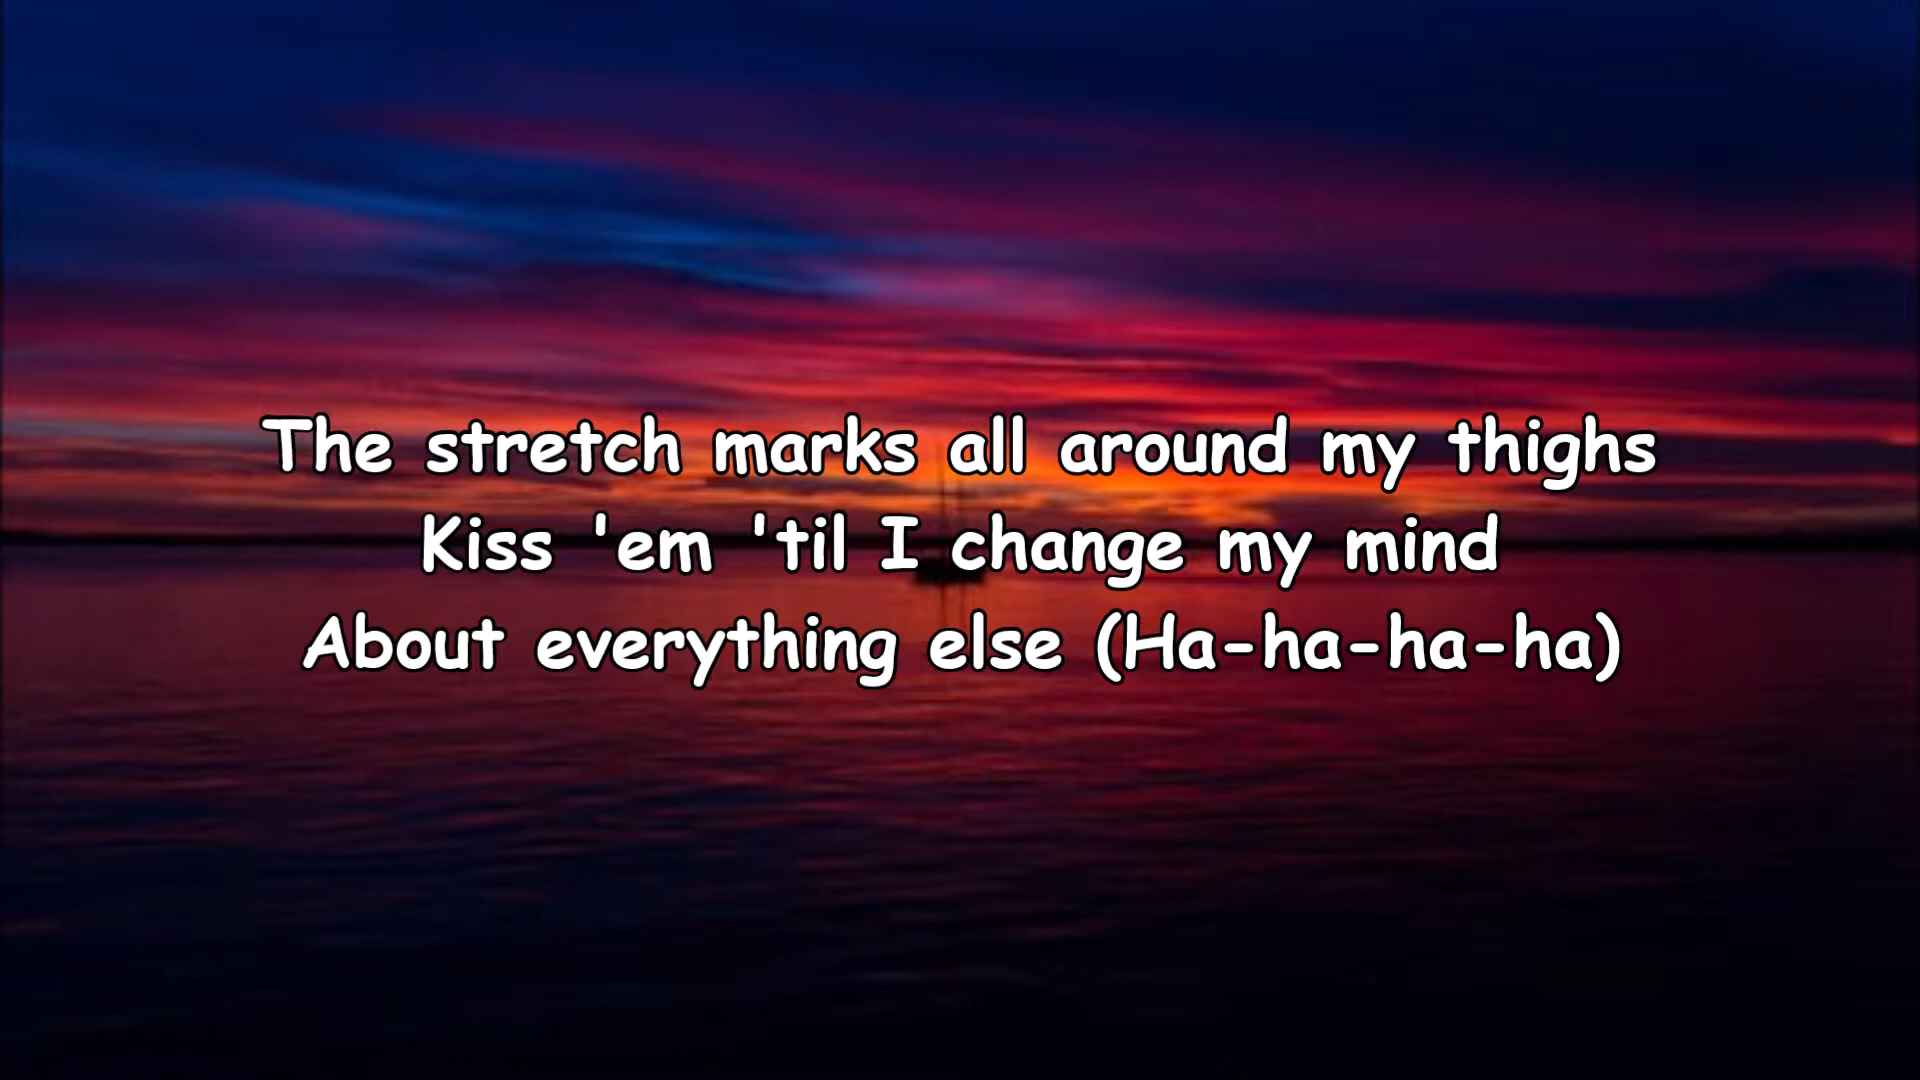 The stretch marks all around my thighs
Kiss 'em 'til I change my mind
About everything else (Ha-ha-ha-ha)